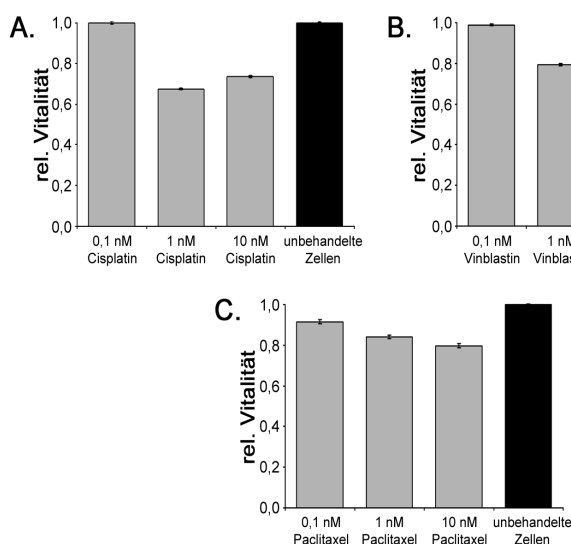 A.
rel. Vitalität
1,0
0,8
0,6
0,4
0,2
0,0
0,1 nM
Cisplatin
1 nM
Cisplatin
10 nM
Cisplatin
unbehandelte
Zellen
B.
rel. Vitalität
1,0
0,8
0,6
0,4
0,2
0,0
0,1 nM
Vinblastin
1 nM
Vinblas
C.
rel. Vitalität
1,0
0,8
0,6
0,4
0,2
0,0
0,1 nM
Paclitaxel
1 nM
Paclitaxel
10 nM
Paclitaxel
unbehandelte
Zellen